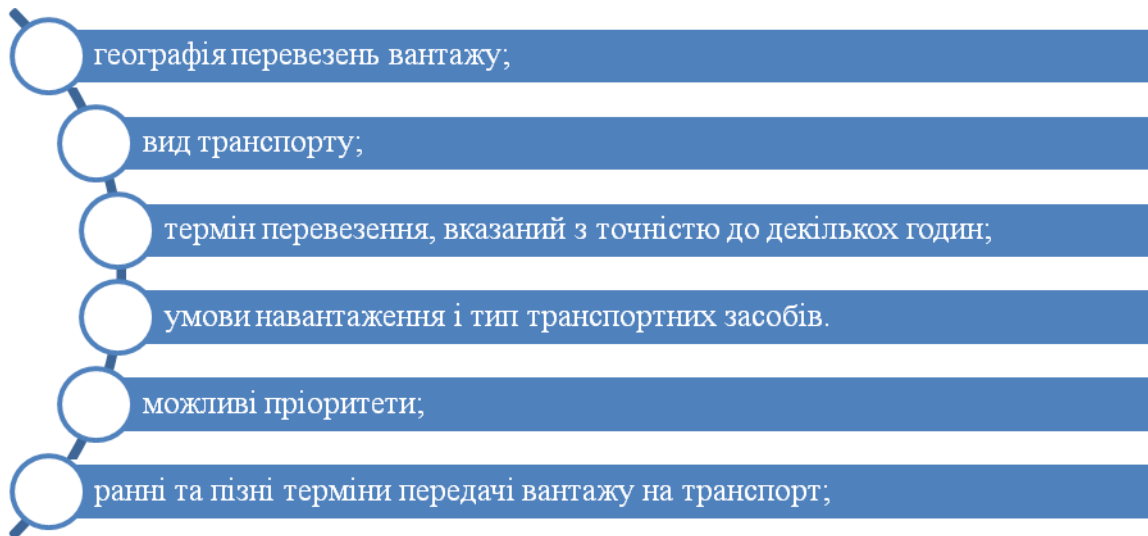 географія перевезень вантажу;
вид транспорту;
термін перевезення, вказаний з точністю до декількох годин;
умови навантаження і тип транспортних засобів.
можливі пріоритети;
ранні та пізні терміни передачі вантажу на транспорт;